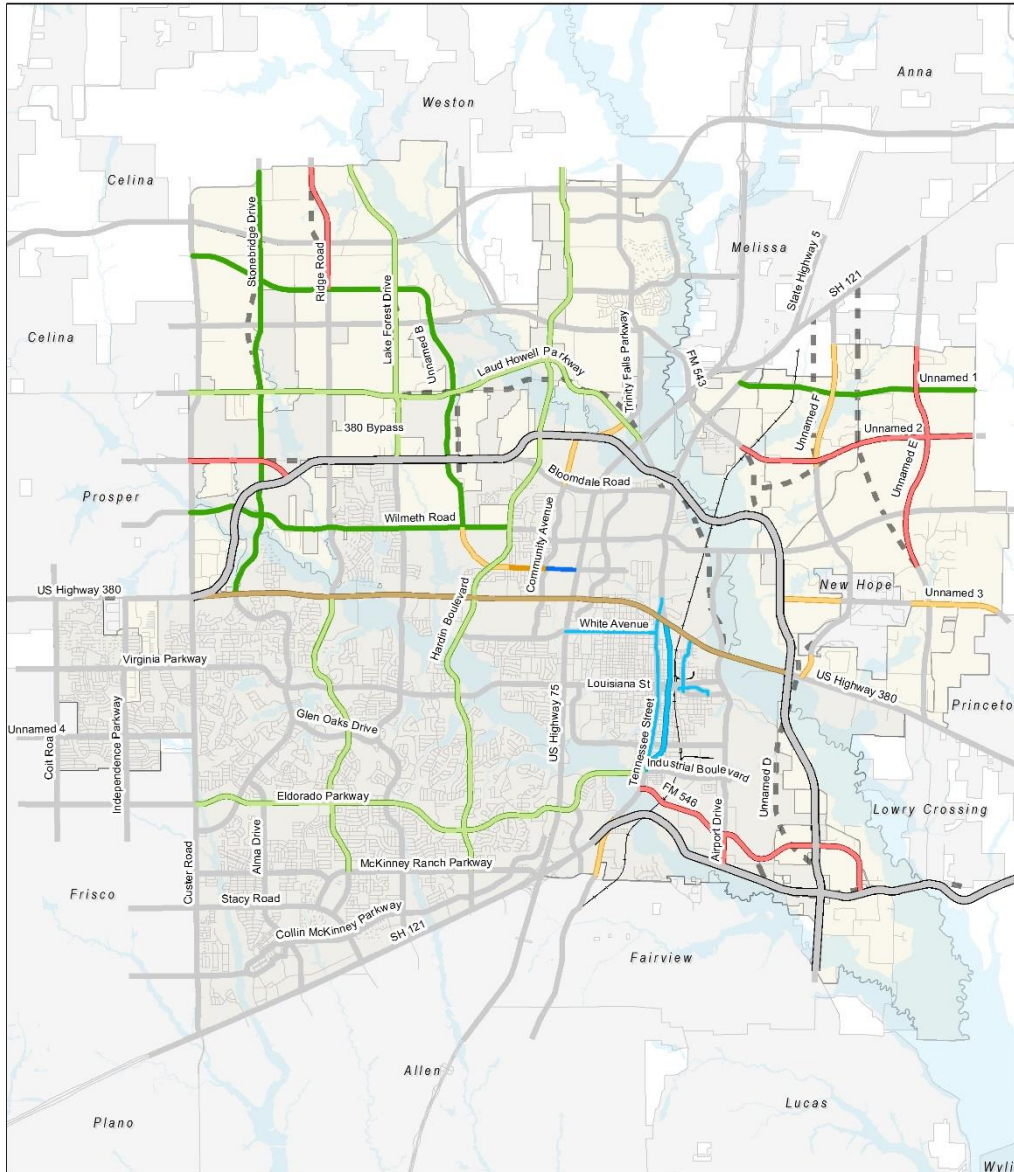 Anna
Weston
Celina
Stonebridge Drive
Ridge Road
Melissa
State Highway 5
SH 121
Lake Forest Drive
Unnamed B
Celina
Trinity Falls Parkway
Laud Howell Parkway
FM 543
Unnamed 1
Unnamed F
380 Bypass
Unnamed 2
Unnamed E
Bloomdale Road
Prosper
Wilmeth Road
Community Avenue
US Highway 380
New Hope
Unnamed 3
Hardin Boulevard
White Avenue
Virginia Parkway
Louisiana St
US Highway 380
Princeto
Unnamed 4
Glen Oaks Drive
US Highway 75
Coit Roa
Independence Parkway
Tennessee Street
Industrial Boulevard
Unnamed D
Eldorado Parkway
FM 546
Lowry Crossing
Airport Drive
Alma Drive
McKinney Ranch Parkway
Custer Road
Frisco
Stacy Road
Collin McKinney Parkway
SH 121
Fairview
Allen
Lucas
Plano
Wyli